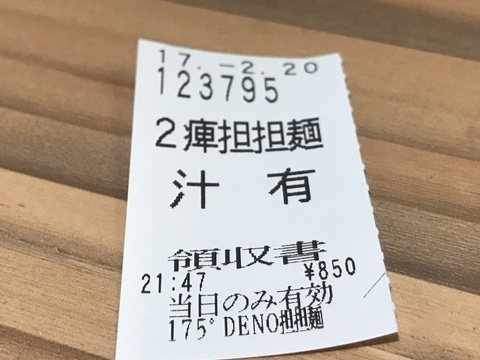 17.-2.20
123795
2痺担担麺
汁 有
領収書
21:47 ¥850
当日のみ有効
175°DENO担担麺